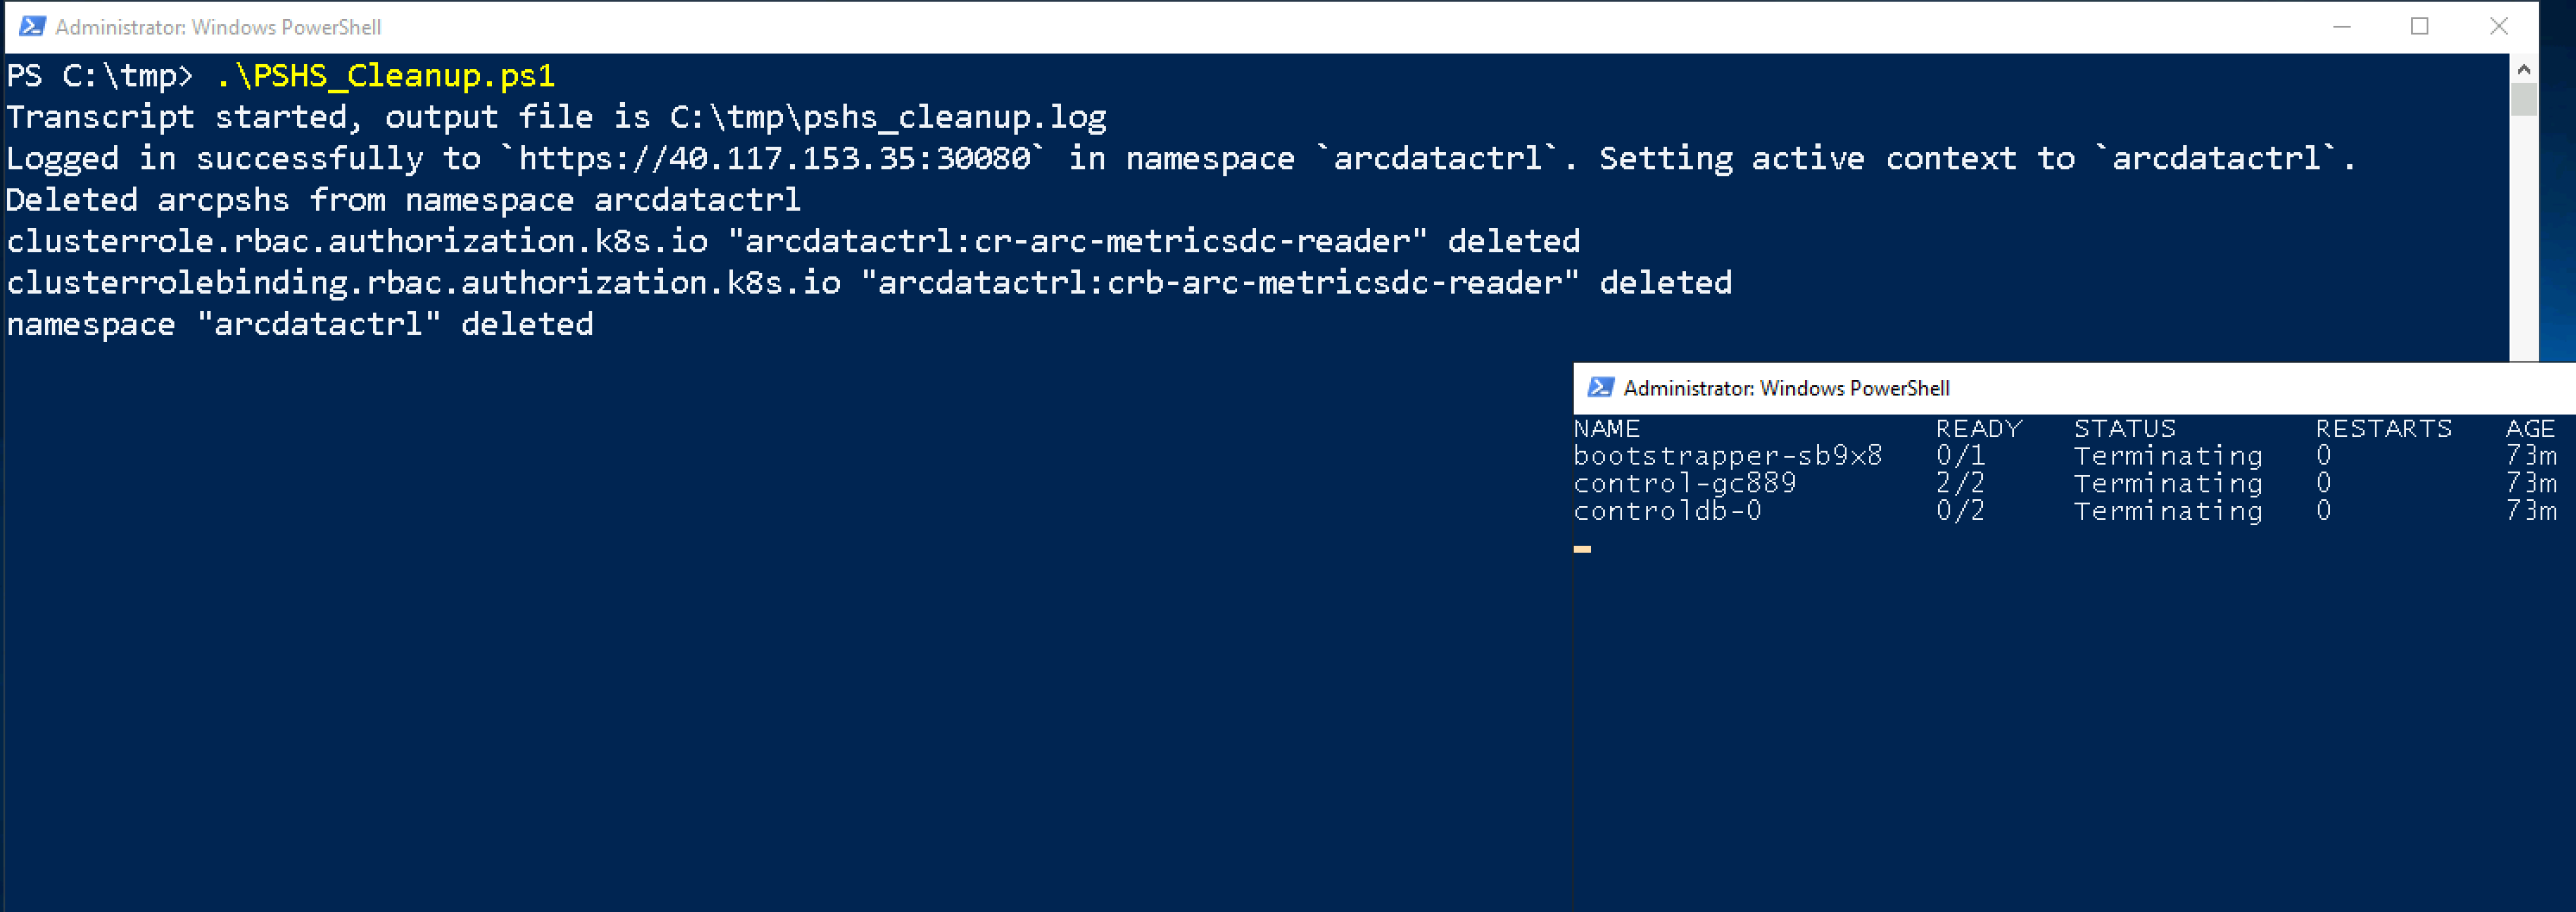 Administrator: Windows PowerShell
PS C:\tmp> .\PSHS_Cleanup.ps1
Transcript started, output file is C:\tmp\pshs_cleanup.log
Logged in successfully to `https://40.117.153.35:30080` in namespace `arcdatactrl`. Setting active context to `arcdatactrl`.
Deleted arcpshs from namespace arcdatactrl
clusterrole.rbac.authorization.k8s.io "arcdatactrl:cr-arc-metricsdc-reader" deleted
clusterrolebinding.rbac.authorization.k8s.io "arcdatactrl:crb-arc-metricsdc-reader" deleted
namespace "arcdatactrl" deleted
Administrator: Windows PowerShell
NAME READY STATUS RESTARTS AGE
bootstrapper-sb9x8 0/1 Terminating 0 73m
control-gc889 2/2 Terminating 0 73m
controldb-0 0/2 Terminating 0 73m